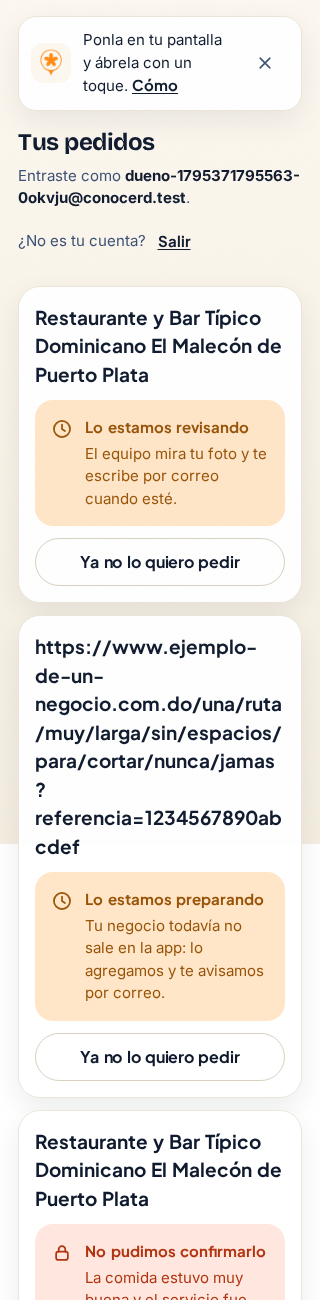 Ponla en tu pantalla
y ábrela con un
toque. Cómo
Tus pedidos
Entraste como dueno-1795371795563-
0okvju@conocerd.test.
¿No es tu cuenta? Salir
Restaurante y Bar Típico
Dominicano El Malecón de
Puerto Plata
Lo estamos revisando
El equipo mira tu foto y te
escribe por correo
cuando esté.
Ya no lo quiero pedir
https://www.ejemplo-
de-un-
negocio.com.do/una/ruta
/muy/larga/sin/espacios/
para/cortar/nunca/jamas
?
referencia=1234567890ab
cdef
Lo estamos preparando
Tu negocio todavía no
sale en la app: lo
agregamos y te avisamos
por correo.
Ya no lo quiero pedir
Restaurante y Bar Típico
Dominicano El Malecón de
Puerto Plata
No pudimos confirmarlo
La comida estuvo muy
buena y el servicio fue